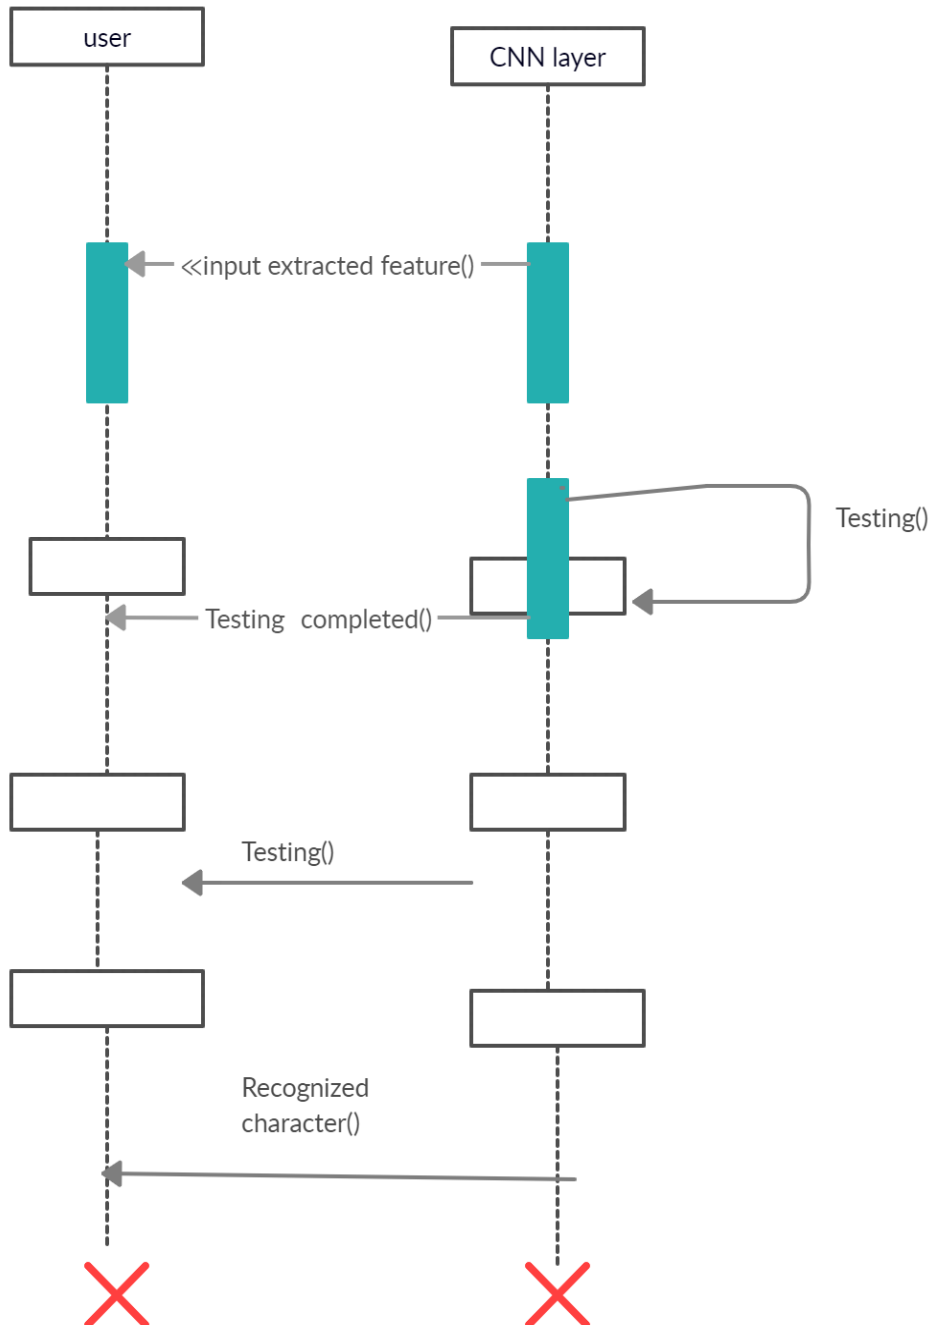 user
CNN layer
≪input extracted feature()
Testing()
Testing completed()
Testing()
Recognized
character()